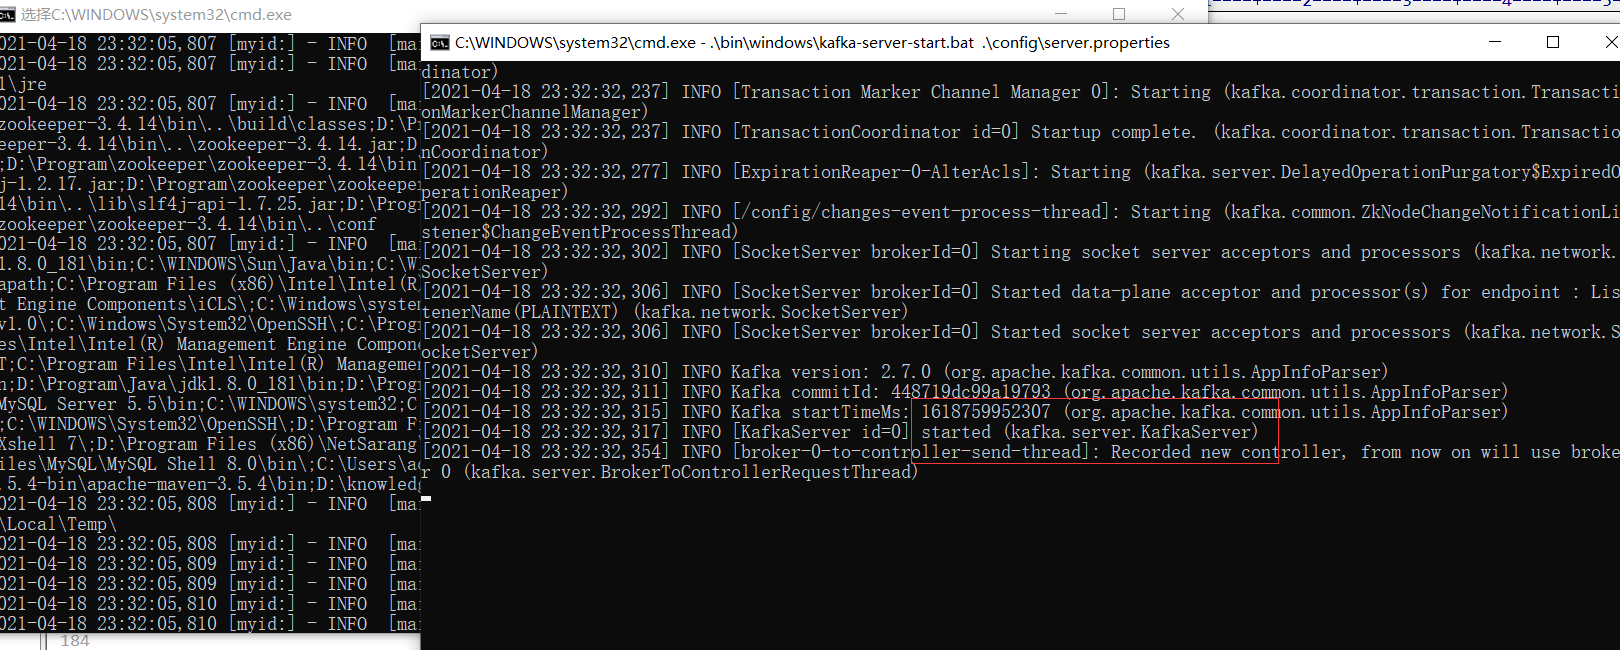 选择C:\WINDOWS\system32\cmd.exe
021-04-18 23:32:05,807 [myid:] - INFO  [ma
021-04-18 23:32:05,807 [myid:] - INFO  [ma
l\jre
021-04-18 23:32:05,807 [myid:] - INFO  [ma
zookeeper-3.4.14\bin\..\build\classes;D:\P
eeper-3.4.14\bin\..\zookeeper-3.4.14.jar;D
;D:\Program\zookeeper\zookeeper-3.4.14\bin
j-1.2.17.jar;D:\Program\zookeeper\zookeepe
14\bin\..\lib\slf4j-api-1.7.25.jar;D:\Prog
zookeeper\zookeeper-3.4.14\bin\..\conf
021-04-18 23:32:05,807 [myid:] - INFO  [ma
1.8.0_181\bin;C:\WINDOWS\Sun\Java\bin;C:\W
apath;C:\Program Files (x86)\Intel\Intel(R)
t Engine Components\iCLS\;C:\Windows\syste
v1.0\;C:\Windows\System32\OpenSSH\;C:\Prog
es\Intel\Intel(R) Management Engine Compon
T;C:\Program Files\Intel\Intel(R) Managemen
n;D:\Program\Java\jdk1.8.0_181\bin;D:\Prog
MySQL Server 5.5\bin;C:\WINDOWS\system32;C
\WINDOWS\System32\OpenSSH\;D:\Program F
Xshell 7\;D:\Program Files (x86)\NetSarang
iles\MySQL\MySQL Shell 8.0\bin\;C:\Users\a
.5.4-bin\apache-maven-3.5.4\bin;D:\knowled
021-04-18 23:32:05,808 [myid:] - INFO  [ma
\Local\Temp\
021-04-18 23:32:05,808 [myid:] - INFO  [ma
021-04-18 23:32:05,809 [myid:] - INFO  [ma
021-04-18 23:32:05,809 [myid:] - INFO  [ma
021-04-18 23:32:05,810 [myid:] - INFO  [ma
021-04-18 23:32:05,810 [myid:] - INFO  [ma
184
C:\WINDOWS\system32\cmd.exe - .\bin\windows\kafka-server-start.bat  .\config\server.properties
dinator)
[2021-04-18 23:32:32,237] INFO [Transaction Marker Channel Manager 0]: Starting (kafka.coordinator.transaction.Transacti
onMarkerChannelManager)
[2021-04-18 23:32:32,237] INFO [TransactionCoordinator id=0] Startup complete. (kafka.coordinator.transaction.Transactio
nCoordinator)
[2021-04-18 23:32:32,277] INFO [ExpirationReaper-0-AlterAcls]: Starting (kafka.server.DelayedOperationPurgatory$ExpiredO
perationReaper)
[2021-04-18 23:32:32,292] INFO [/config/changes-event-process-thread]: Starting (kafka.common.ZkNodeChangeNotificationLi
stener$ChangeEventProcessThread)
[2021-04-18 23:32:32,302] INFO [SocketServer brokerId=0] Starting socket server acceptors and processors (kafka.network.
SocketServer)
[2021-04-18 23:32:32,306] INFO [SocketServer brokerId=0] Started data-plane acceptor and processor(s) for endpoint : Lis
tenerName(PLAINTEXT) (kafka.network.SocketServer)
[2021-04-18 23:32:32,306] INFO [SocketServer brokerId=0] Started socket server acceptors and processors (kafka.network.S
ocketServer)
[2021-04-18 23:32:32,310] INFO Kafka version: 2.7.0 (org.apache.kafka.common.utils.AppInfoParser)
[2021-04-18 23:32:32,311] INFO Kafka commitId: 448719dc99a19793 (org.apache.kafka.common.utils.AppInfoParser)
[2021-04-18 23:32:32,315] INFO Kafka startTimeMs: 1618759952307 (org.apache.kafka.common.utils.AppInfoParser)
[2021-04-18 23:32:32,317] INFO [KafkaServer id=0] started (kafka.server.KafkaServer)
[2021-04-18 23:32:32,354] INFO [broker-0-to-controller-send-thread]: Recorded new controller, from now on will use broke
r 0 (kafka.server.BrokerToControllerRequestThread)